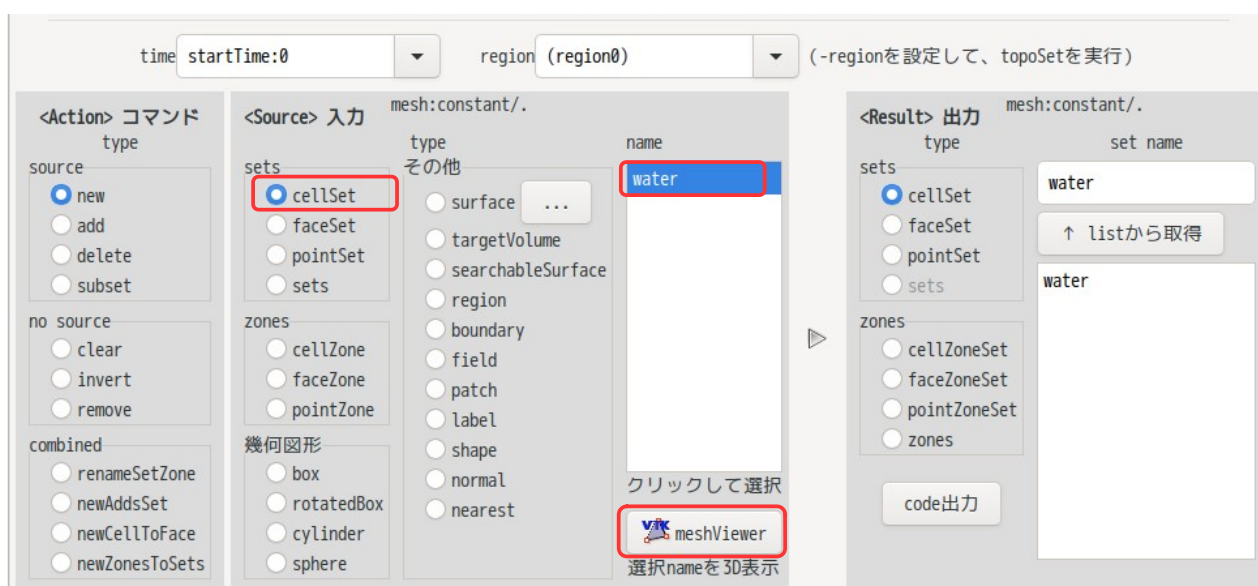 time startTime:0 region (region0) (-regionを設定して、topoSetを実行)
<Action> コマンド
type
source
new
add
delete
subset
no source
clear
invert
remove
combined
renameSetZone
newAddsSet
newCellToFace
newZonesToSets
<Source> 入力 mesh:constant/.
sets
cellSet
faceSet
pointSet
sets
zones
cellZone
faceZone
pointZone
幾何図形
box
rotatedBox
cylinder
sphere
type
その他
surface ...
targetVolume
searchableSurface
region
boundary
field
patch
label
shape
normal
nearest
name
water
クリックして選択
VTK meshViewer
選択nameを3D表示
<Result> 出力 mesh:constant/.
type
sets
cellSet
faceSet
pointSet
sets
zones
cellZoneSet
faceZoneSet
pointZoneSet
zones
code出力
set name
water
↑ listから取得
water